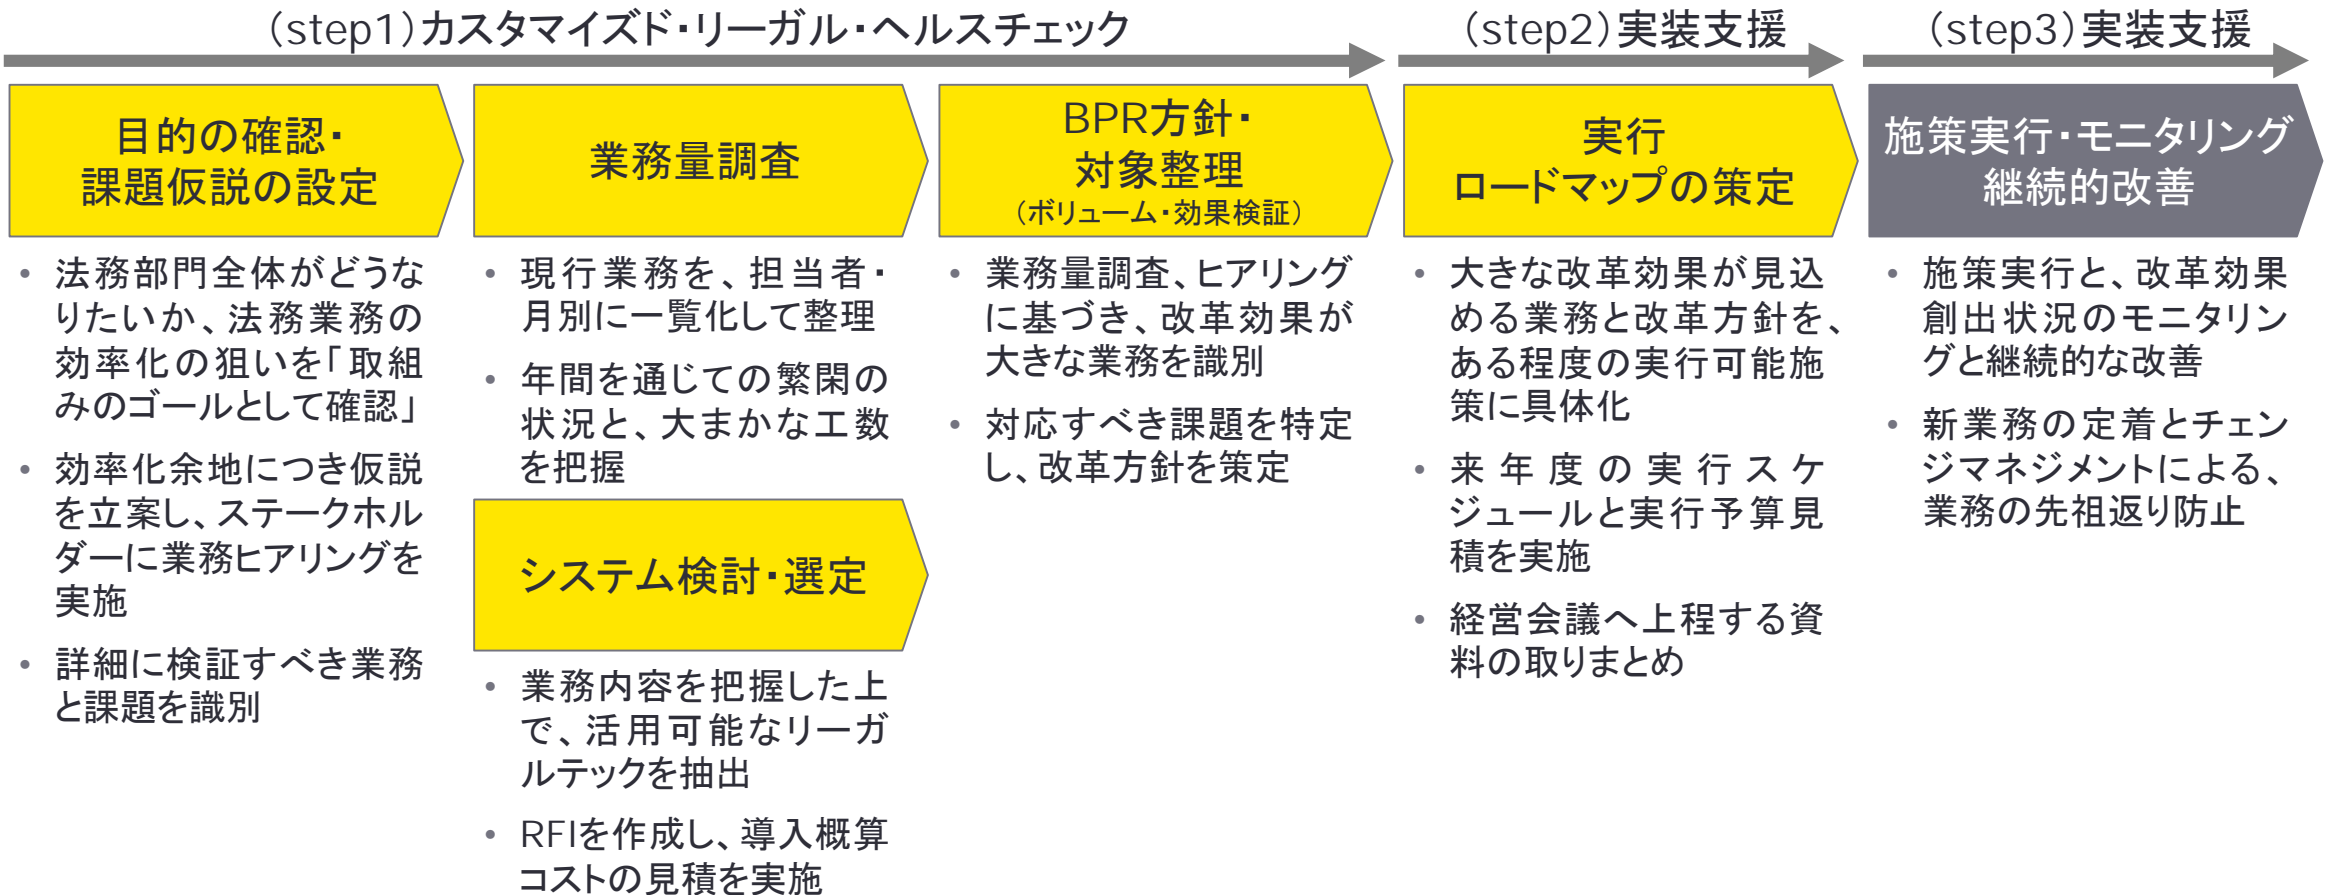 (step1)カスタマイズド・リーガル・ヘルスチェック
(step2)実装支援
(step3)実装支援
目的の確認・
課題仮説の設定
• 法務部門全体がどうな
りたいか、法務業務の
効率化の狙いを「取組
みのゴールとして確認」
• 効率化余地につき仮説
を立案し、ステークホル
ダーに業務ヒアリングを
実施
• 詳細に検証すべき業務
と課題を識別
業務量調査
• 現行業務を、担当者・
月別に一覧化して整理
• 年間を通じての繁閑の
状況と、大まかな工数
を把握
システム検討・選定
• 業務内容を把握した上
で、活用可能なリーガ
ルテックを抽出
• RFIを作成し、導入概算
コストの見積を実施
BPR方針・
対象整理
(ボリューム・効果検証)
• 業務量調査、ヒアリング
に基づき、改革効果が
大きな業務を識別
• 対応すべき課題を特定
し、改革方針を策定
実行
ロードマップの策定
• 大きな改革効果が見込
める業務と改革方針を、
ある程度の実行可能施
策に具体化
• 来年度の実行スケ
ジュールと実行予算見
積を実施
• 経営会議へ上程する資
料の取りまとめ
施策実行・モニタリング
継続的改善
• 施策実行と、改革効果
創出状況のモニタリン
グと継続的な改善
• 新業務の定着とチェン
ジマネジメントによる、
業務の先祖返り防止